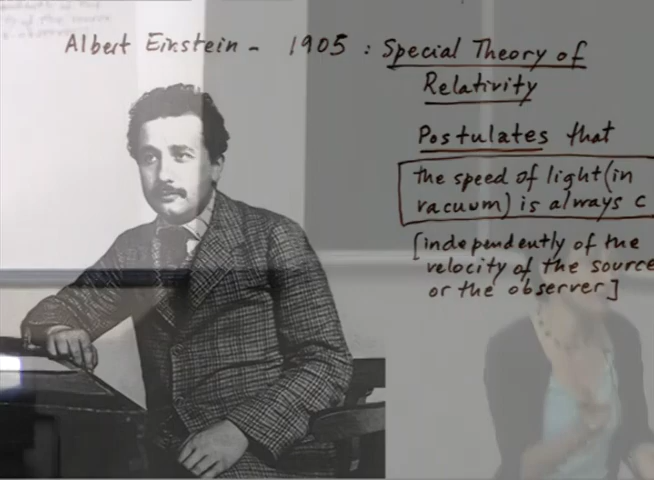 Albert Einstein - 1905 : Special Theory of
Relativity
Postulates that
the speed of light (in
vacuum) is always c
[independently of the
velocity of the source
or the observer]